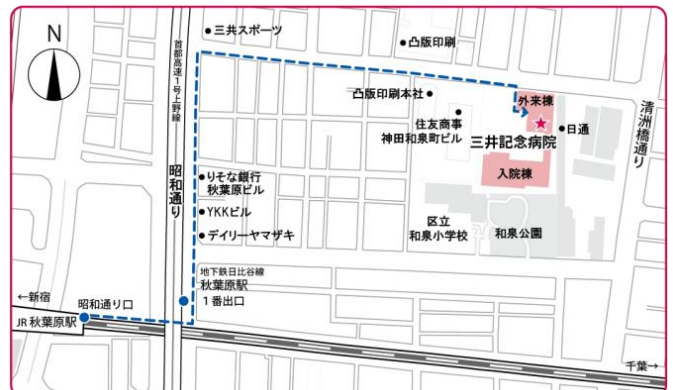 N
三共スポーツ
凸版印刷
首都高速1号上野線
凸版印刷本社
外来棟
住友商事
神田和泉町ビル
日通
三井記念病院
清洲橋通り
昭和通り
入院棟
りそな銀行
秋葉原ビル
YKKビル
デイリーヤマザキ
区立
和泉小学校
和泉公園
地下鉄日比谷線
秋葉原駅
1番出口
←新宿
昭和通り口
JR 秋葉原駅
千葉→